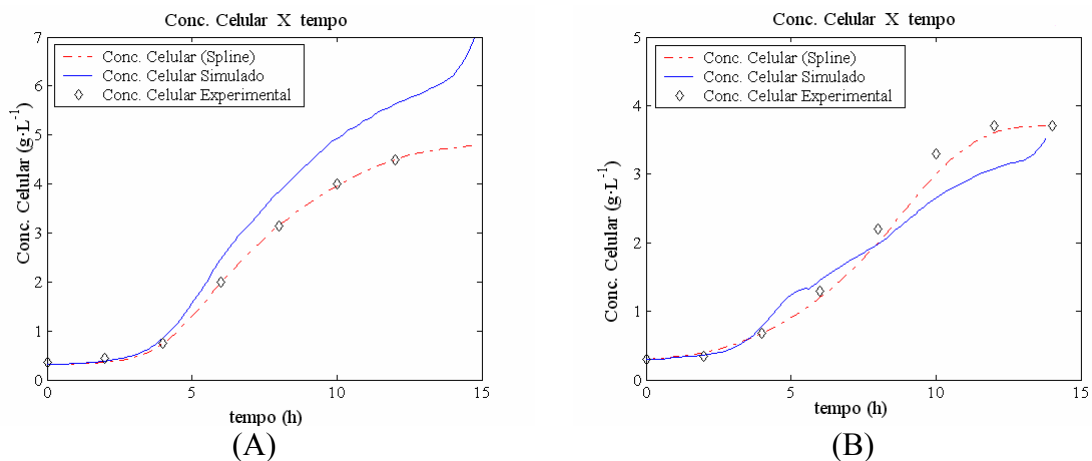 Conc. Celular X tempo
7
6
5
4
3
2
1
0
Conc. Celular (g·L⁻¹)
Conc. Celular (Spline)
Conc. Celular Simulado
Conc. Celular Experimental
0 5 10 15
tempo (h)
(A)
Conc. Celular X tempo
5
4
3
2
1
0
Conc. Celular (g·L⁻¹)
Conc. Celular (Spline)
Conc. Celular Simulado
Conc. Celular Experimental
0 5 10 15
tempo (h)
(B)